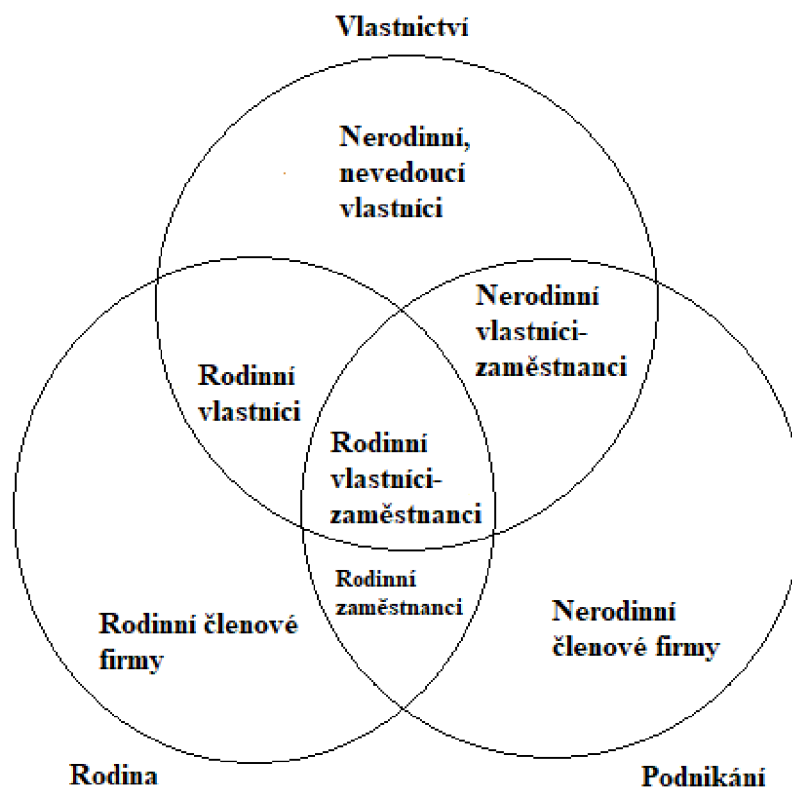 Vlastnictví
Nerodinní,
nevedoucí
vlastníci
Nerodinní
vlastníci-
zaměstnanci
Rodinní
vlastníci
Rodinní
vlastníci-
zaměstnanci
Rodinní
zaměstnanci
Rodinní členové
firmy
Nerodinní
členové firmy
Rodina
Podnikání